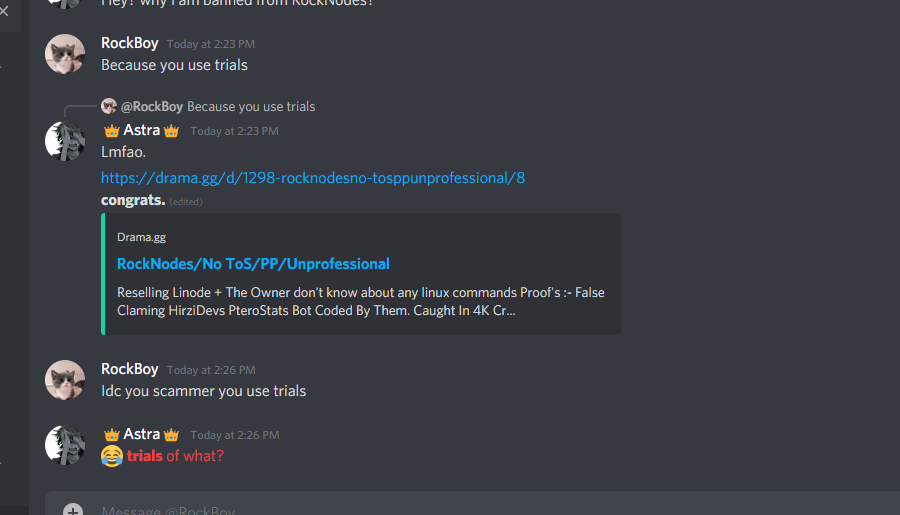 Hey? why I am banned from RockNodes?
RockBoy Today at 2:23 PM
Because you use trials
@RockBoy Because you use trials
Astra Today at 2:23 PM
Lmfao.
https://drama.gg/d/1298-rocknodesno-tosppunprofessional/8
congrats. (edited)
Drama.gg
RockNodes/No ToS/PP/Unprofessional
Reselling Linode + The Owner don't know about any linux commands Proof's :- False
Claming HirziDevs PteroStats Bot Coded By Them. Caught In 4K Cr...
RockBoy Today at 2:26 PM
Idc you scammer you use trials
Astra Today at 2:26 PM
😂 trials of what?
Message @RockBoy